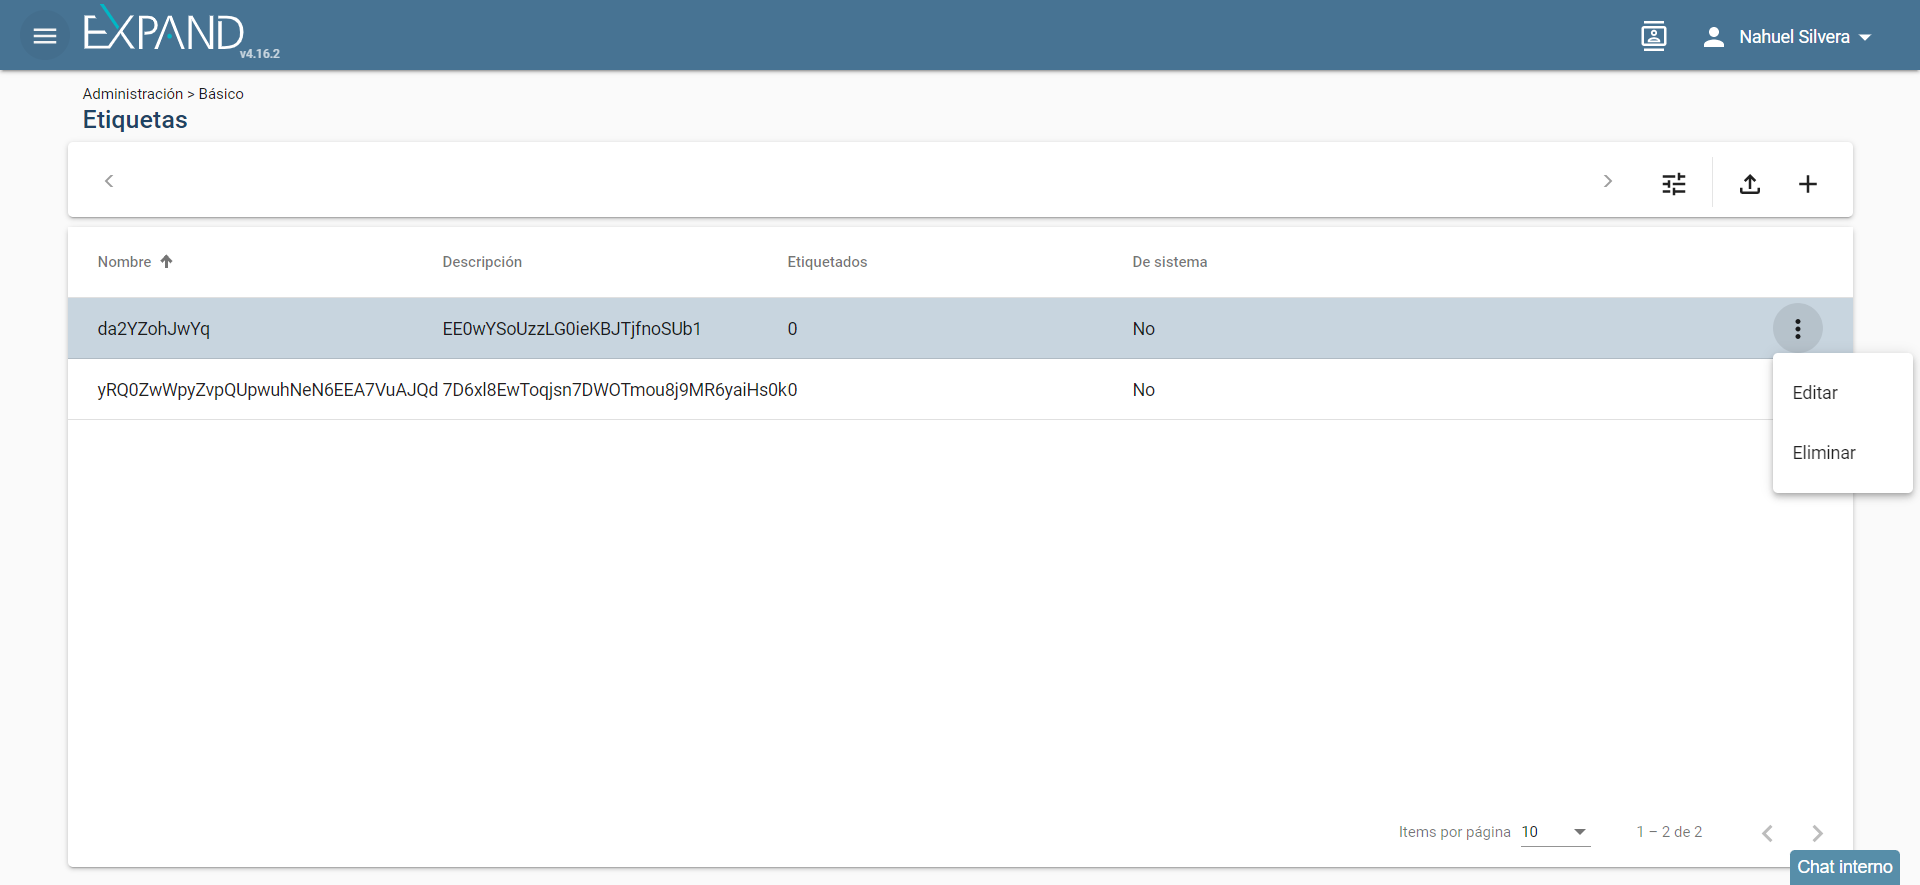 EXPAND
v4.16.2
Nahuel Silvera
Administración > Básico
Etiquetas
Nombre Descripción Etiquetados De sistema
da2YZohJwYq EE0wYSoUzzLG0ieKBJTjfnoSUb1 0 No
yRQ0ZwWpyZvpQUpwuhNeN6EEA7VuAJQd 7D6xl8EwToqjsn7DWOTmou8j9MR6yaiHs0k0 No
Editar
Eliminar
Items por página 10 1 – 2 de 2
Chat interno